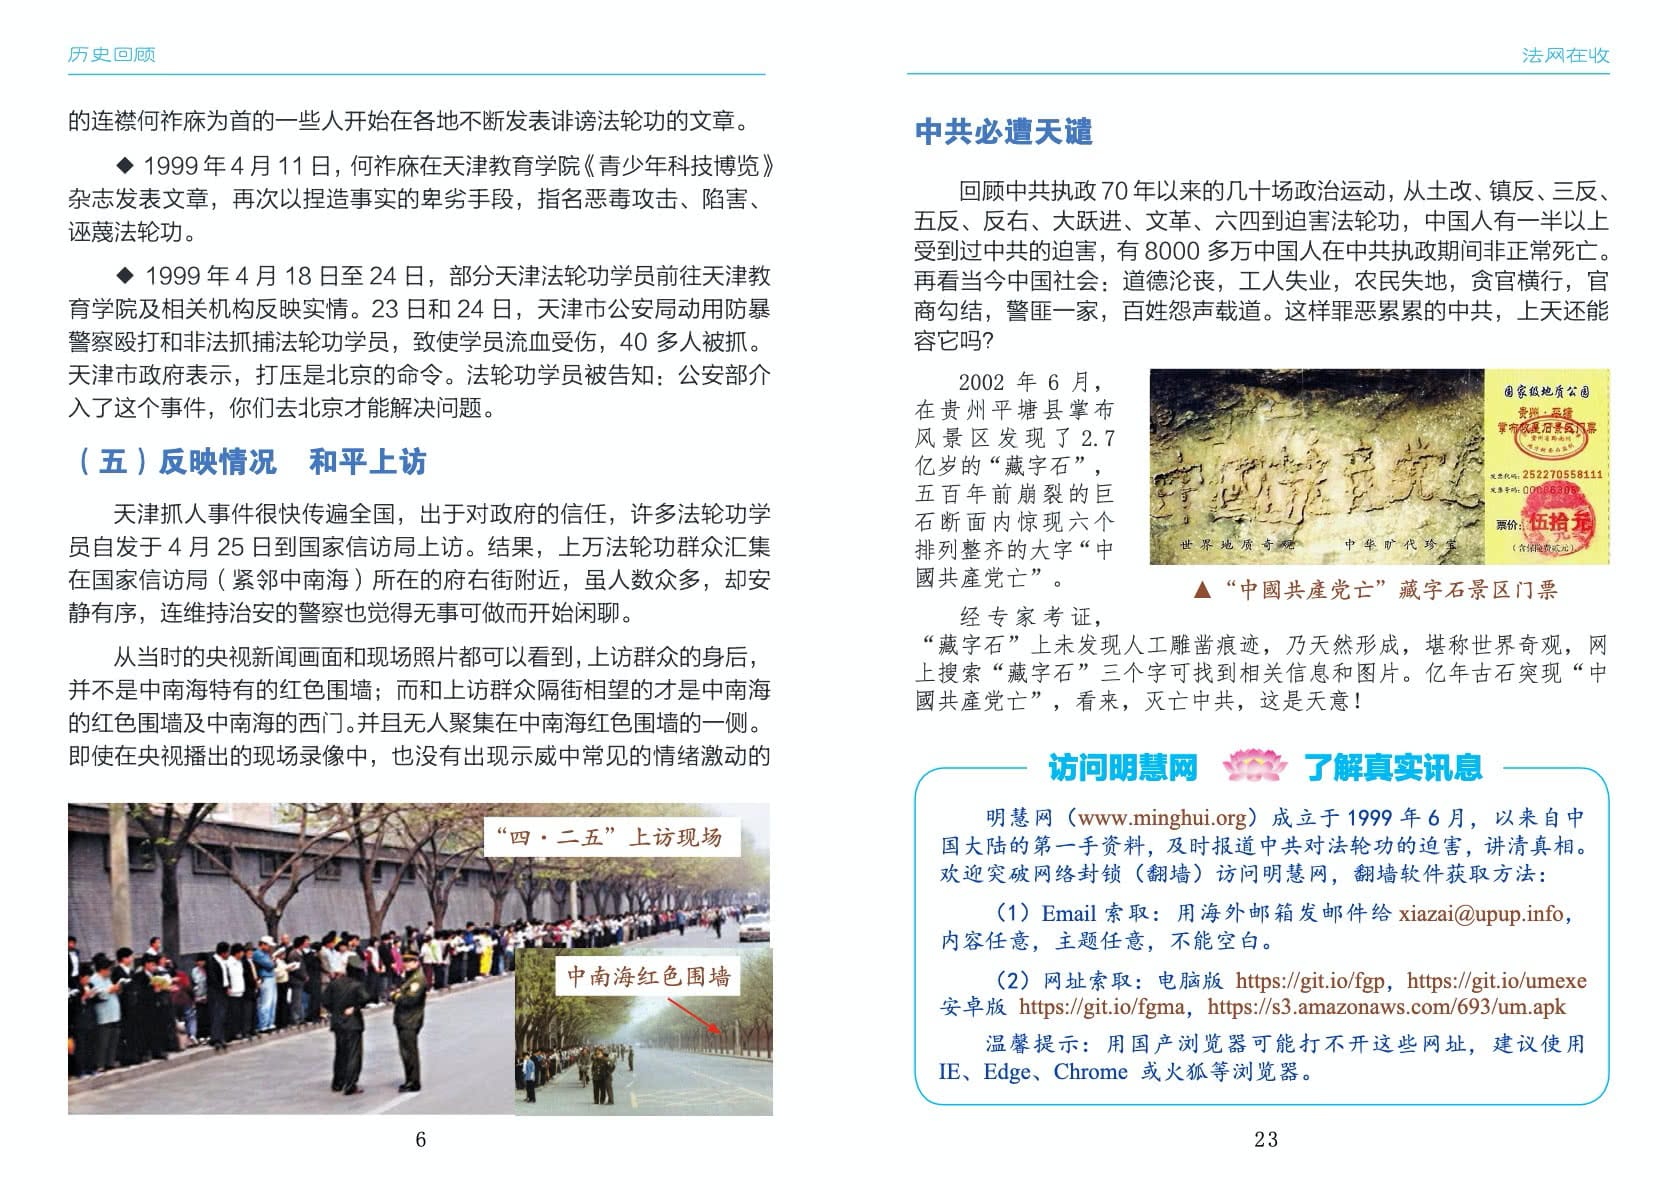 历史回顾
的连襟何祚庥为首的一些人开始在各地不断发表诽谤法轮功的文章。
◆ 1999 年 4 月 11 日，何祚庥在天津教育学院《青少年科技博览》
杂志发表文章，再次以捏造事实的卑劣手段，指名恶毒攻击、陷害、
诬蔑法轮功。
◆ 1999 年 4 月 18 日至 24 日，部分天津法轮功学员前往天津教
育学院及相关机构反映实情。23 日和 24 日，天津市公安局动用防暴
警察殴打和非法抓捕法轮功学员，致使学员流血受伤，40 多人被抓。
天津市政府表示，打压是北京的命令。法轮功学员被告知：公安部介
入了这个事件，你们去北京才能解决问题。
（五）反映情况　和平上访
天津抓人事件很快传遍全国，出于对政府的信任，许多法轮功学
员自发于 4 月 25 日到国家信访局上访。结果，上万法轮功群众汇集
在国家信访局（紧邻中南海）所在的府右街附近，虽人数众多，却安
静有序，连维持治安的警察也觉得无事可做而开始闲聊。
从当时的央视新闻画面和现场照片都可以看到，上访群众的身后，
并不是中南海特有的红色围墙；而和上访群众隔街相望的才是中南海
的红色围墙及中南海的西门。并且无人聚集在中南海红色围墙的一侧。
即使在央视播出的现场录像中，也没有出现示威中常见的情绪激动的
“四·二五”上访现场
中南海红色围墙
6
法网在收
中共必遭天谴
回顾中共执政 70 年以来的几十场政治运动，从土改、镇反、三反、
五反、反右、大跃进、文革、六四到迫害法轮功，中国人有一半以上
受到过中共的迫害，有 8000 多万中国人在中共执政期间非正常死亡。
再看当今中国社会：道德沦丧，工人失业，农民失地，贪官横行，官
商勾结，警匪一家，百姓怨声载道。这样罪恶累累的中共，上天还能
容它吗？
2002 年 6 月，
在贵州平塘县掌布
风景区发现了 2.7
亿岁的“藏字石”，
五百年前崩裂的巨
石断面内惊现六个
排列整齐的大字“中
國共產党亡”。
中國共產党亡
世界地质奇观　中华旷代珍宝
国家级地质公园
贵州·平塘
掌布
景区门票
发票代码：252270558111
发票号码：
票价：伍拾元
（含保险费贰元）
▲“中國共產党亡”藏字石景区门票
经专家考证，
“藏字石”上未发现人工雕凿痕迹，乃天然形成，堪称世界奇观，网
上搜索“藏字石”三个字可找到相关信息和图片。亿年古石突现“中
國共產党亡”，看来，灭亡中共，这是天意！
访问明慧网　了解真实讯息
明慧网（www.minghui.org）成立于 1999 年 6 月，以来自中
国大陆的第一手资料，及时报道中共对法轮功的迫害，讲清真相。
欢迎突破网络封锁（翻墙）访问明慧网，翻墙软件获取方法：
（1）Email 索取：用海外邮箱发邮件给 xiazai@upup.info，
内容任意，主题任意，不能空白。
（2）网址索取：电脑版 https://git.io/fgp，https://git.io/umexe
安卓版 https://git.io/fgma，https://s3.amazonaws.com/693/um.apk
温馨提示：用国产浏览器可能打不开这些网址，建议使用
IE、Edge、Chrome 或火狐等浏览器。
23